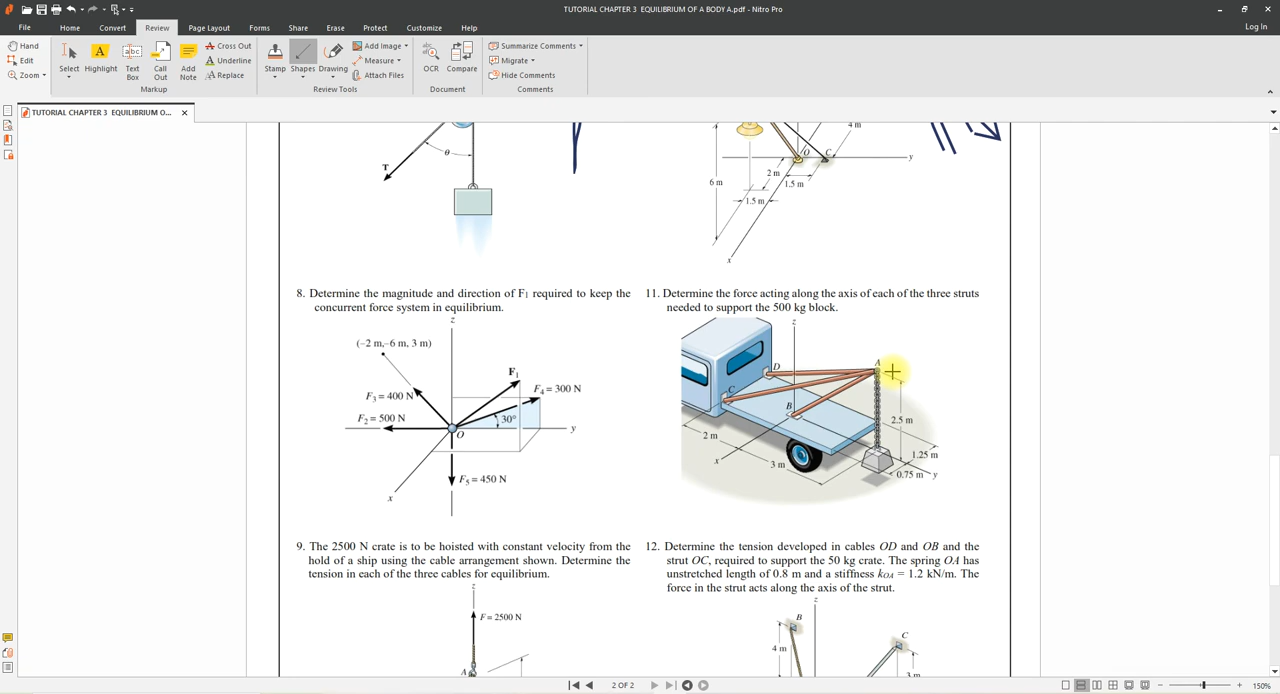 TUTORIAL CHAPTER 3 EQUILIBRIUM OF A BODY A.pdf - Nitro Pro
File Home Convert Review Page Layout Forms Share Erase Protect Customize Help Log In
Hand
Edit
Zoom
Select
Highlight
Text Box
Call Out
Add Note
Cross Out
Underline
Replace
Markup
Stamp
Shapes
Drawing
Add Image
Measure
Attach Files
Review Tools
OCR
Compare
Document
Summarize Comments
Migrate
Hide Comments
Comments
TUTORIAL CHAPTER 3 EQUILIBRIUM O...
T
θ
4 m
O
C
y
2 m
6 m
1.5 m
1.5 m
x
8. Determine the magnitude and direction of F1 required to keep the
concurrent force system in equilibrium.
z
(−2 m,−6 m, 3 m)
F1
F4 = 300 N
F3 = 400 N
F2 = 500 N
30°
O
y
F5 = 450 N
x
11. Determine the force acting along the axis of each of the three struts
needed to support the 500 kg block.
z
A
D
C
B
2.5 m
2 m
1.25 m
x
3 m
0.75 m
y
9. The 2500 N crate is to be hoisted with constant velocity from the
hold of a ship using the cable arrangement shown. Determine the
tension in each of the three cables for equilibrium.
z
F = 2500 N
A
12. Determine the tension developed in cables OD and OB and the
strut OC, required to support the 50 kg crate. The spring OA has
unstretched length of 0.8 m and a stiffness kOA = 1.2 kN/m. The
force in the strut acts along the axis of the strut.
z
B
C
4 m
3 m
2 OF 2
150%